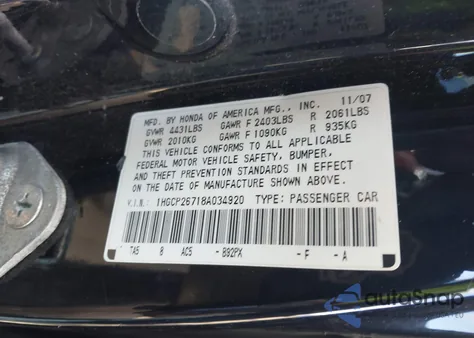 MFD. BY HONDA OF AMERICA MFG., INC. 11/07
GVWR 4431LBS GAWR F 2403LBS R 2061LBS
GVWR 2010KG GAWR F 1090KG R 935KG
THIS VEHICLE CONFORMS TO ALL APPLICABLE
FEDERAL MOTOR VEHICLE SAFETY, BUMPER,
AND THEFT PREVENTION STANDARDS IN EFFECT
ON THE DATE OF MANUFACTURE SHOWN ABOVE.
V.I.N.: 1HGCP26718A034920 TYPE: PASSENGER CAR
TA5 8 AC5 - B92PX - F - A
autoSnap